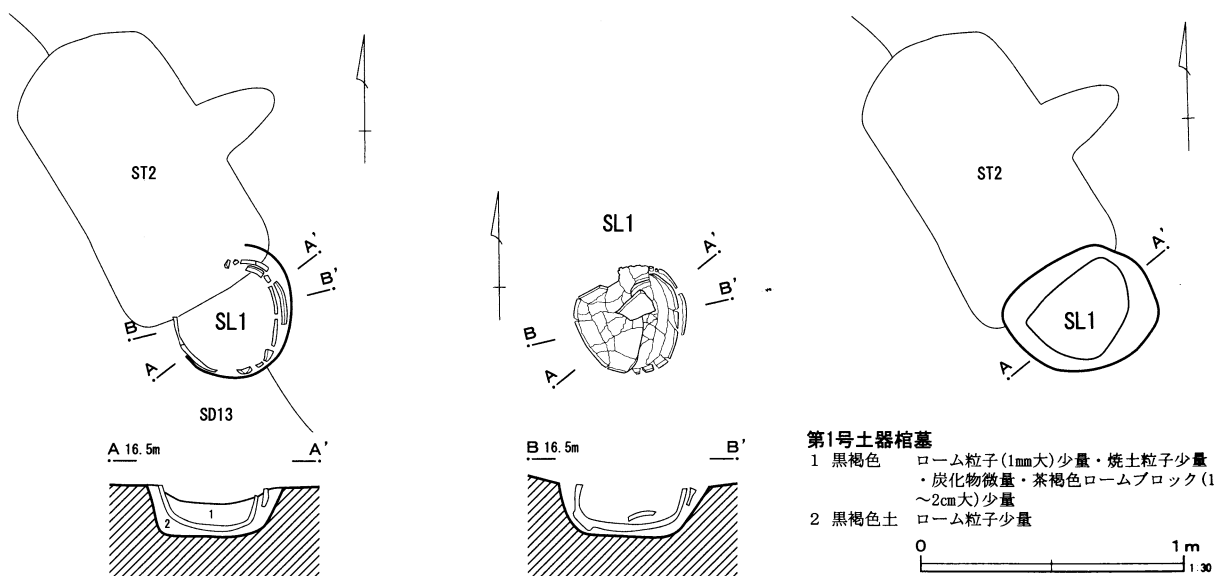 ST2
A'
B'
SL1
B
A
SD13
A 16.5m A'
1
2
SL1
A'
B'
B
A
B 16.5m B'
ST2
A'
SL1
A
第1号土器棺墓
1 黒褐色 ローム粒子(1mm大)少量・焼土粒子少量
・炭化物微量・茶褐色ロームブロック(1
~2cm大)少量
2 黒褐色土 ローム粒子少量
0 1m
1:30